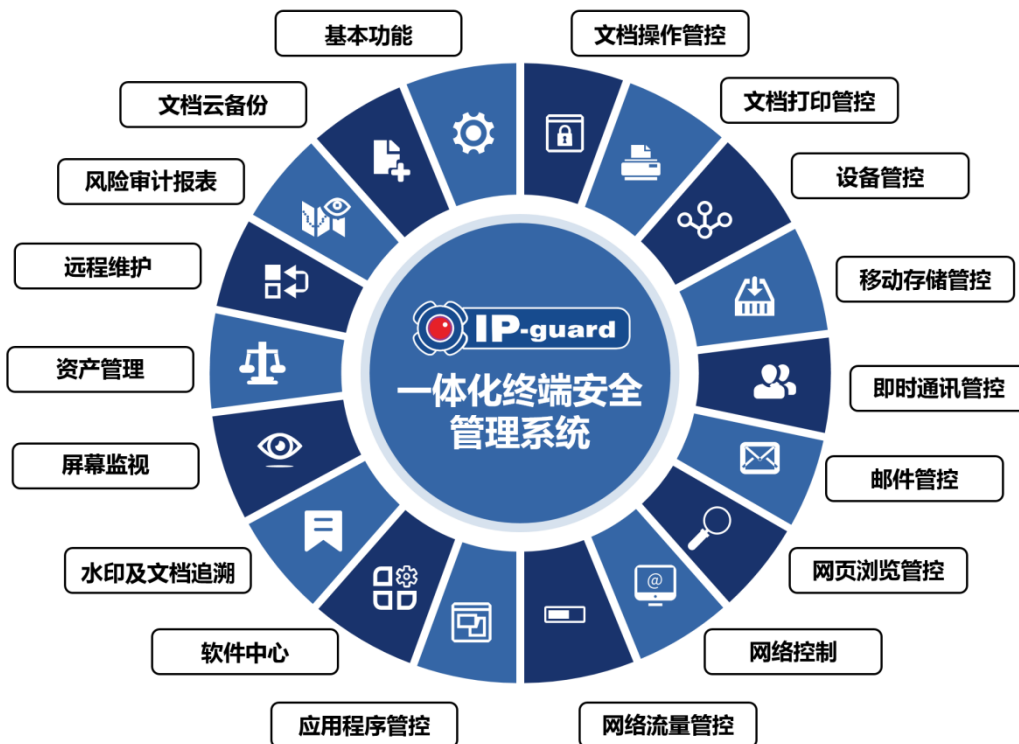 基本功能
文档操作管控
文档云备份
文档打印管控
风险审计报表
设备管控
远程维护
移动存储管控
IP-guard
一体化终端安全
管理系统
资产管理
即时通讯管控
屏幕监视
邮件管控
@
水印及文档追溯
网页浏览管控
软件中心
网络控制
应用程序管控
网络流量管控